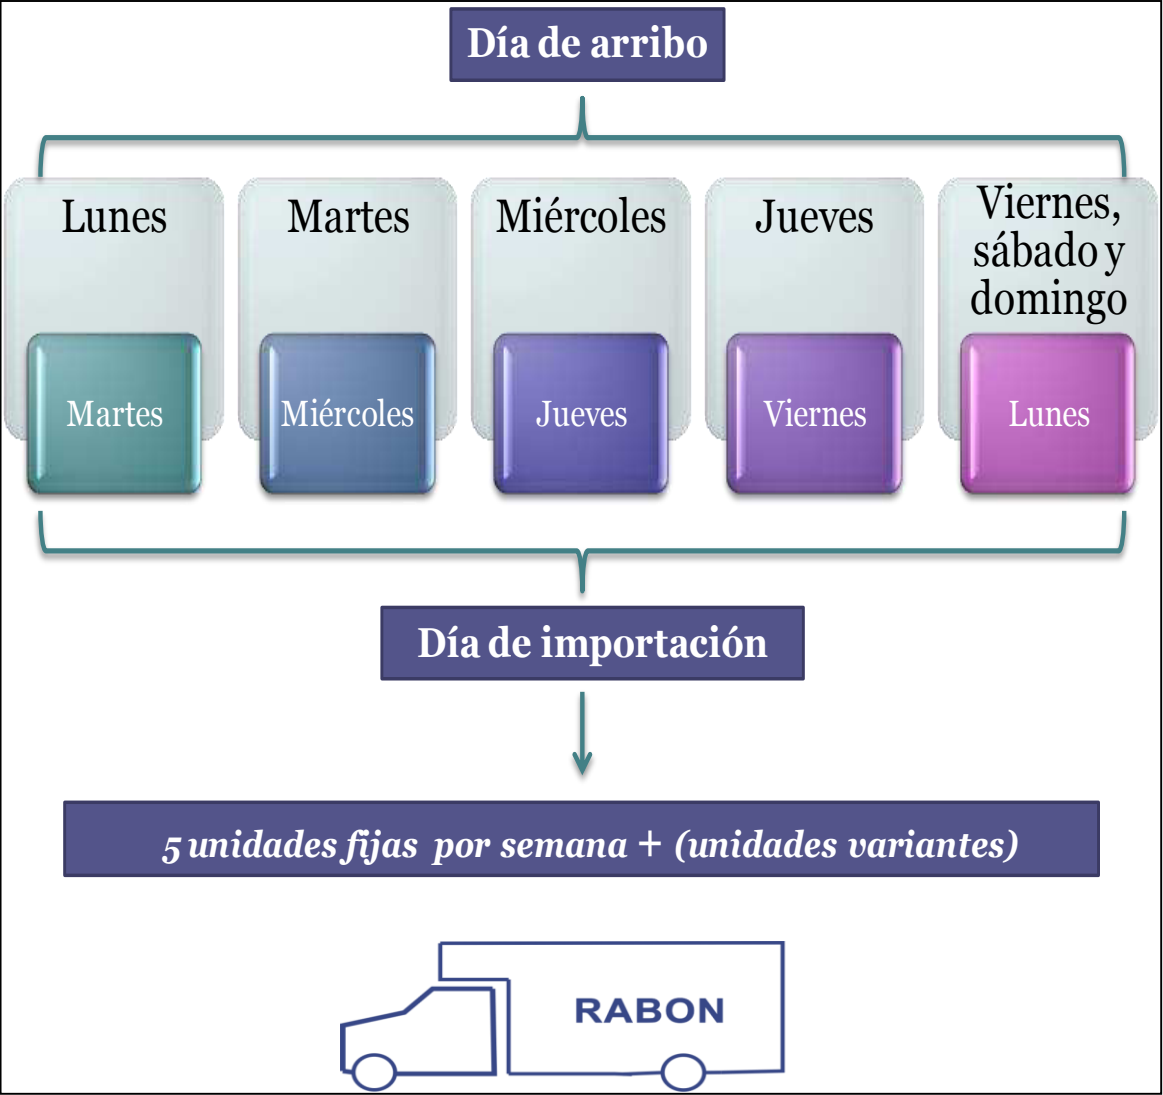 Día de arribo
Lunes
Martes
Miércoles
Jueves
Viernes,
sábado y
domingo
Martes
Miércoles
Jueves
Viernes
Lunes
Día de importación
5 unidades fijas por semana + (unidades variantes)
RABON